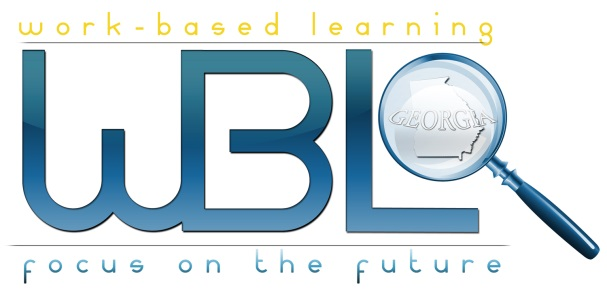 work-based learning
WBL
GEORGIA
focus on the future